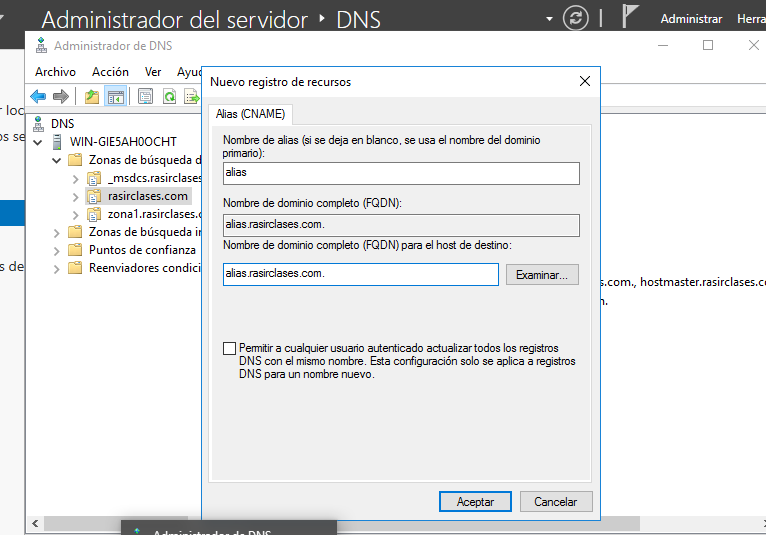 Administrador del servidor ‣ DNS
Administrar
Herra
Administrador de DNS
Archivo Acción Ver Ayu
DNS
WIN-GIE5AH0OCHT
Zonas de búsqueda d
_msdcs.rasirclases
rasirclases.com
zona1.rasirclases.c
Zonas de búsqueda in
Puntos de confianza
Reenviadores condici
r loc
os se
s de
Nuevo registro de recursos
Alias (CNAME)
Nombre de alias (si se deja en blanco, se usa el nombre del dominio
primario):
alias
Nombre de dominio completo (FQDN):
alias.rasirclases.com.
Nombre de dominio completo (FQDN) para el host de destino:
alias.rasirclases.com.
Examinar...
Permitir a cualquier usuario autenticado actualizar todos los registros
DNS con el mismo nombre. Esta configuración solo se aplica a registros
DNS para un nombre nuevo.
Aceptar
Cancelar
s.com., hostmaster.rasirclases.co
n.
Administrador de DNS